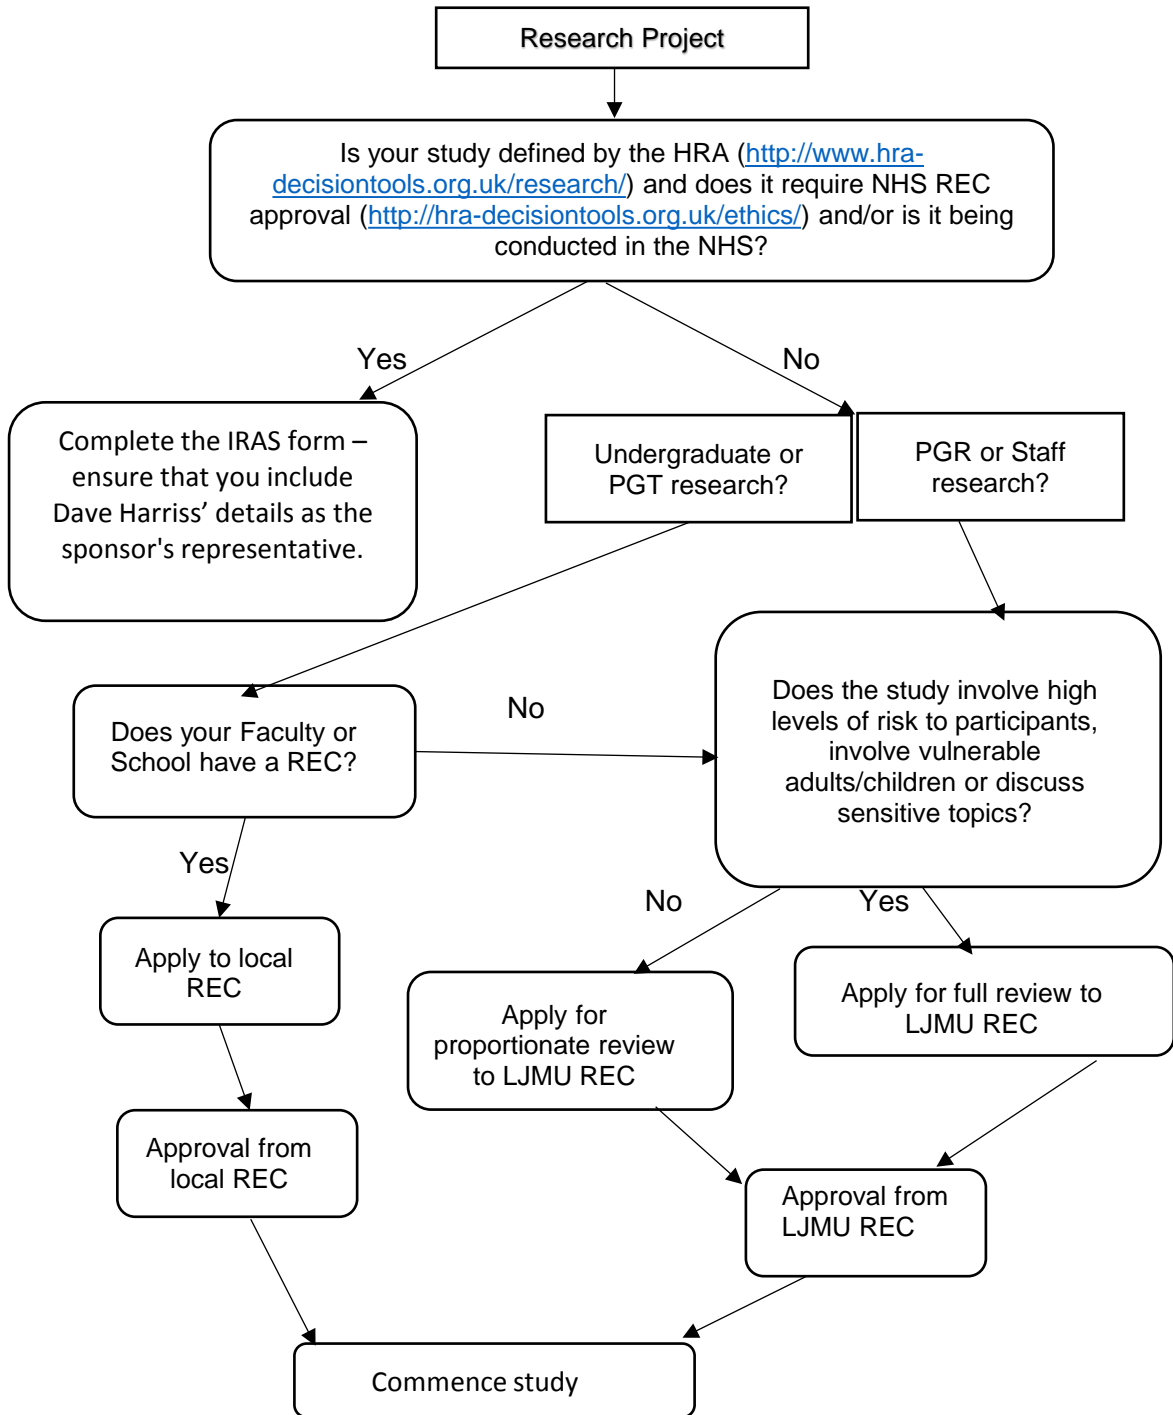 Research Project
Is your study defined by the HRA (http://www.hra-
decisiontools.org.uk/research/) and does it require NHS REC
approval (http://hra-decisiontools.org.uk/ethics/) and/or is it being
conducted in the NHS?
Yes
No
Complete the IRAS form –
ensure that you include
Dave Harriss’ details as the
sponsor's representative.
Undergraduate or
PGT research?
PGR or Staff
research?
Does your Faculty or
School have a REC?
No
Does the study involve high
levels of risk to participants,
involve vulnerable
adults/children or discuss
sensitive topics?
Yes
No
Yes
Apply to local
REC
Apply for
proportionate review
to LJMU REC
Apply for full review to
LJMU REC
Approval from
local REC
Approval from
LJMU REC
Commence study